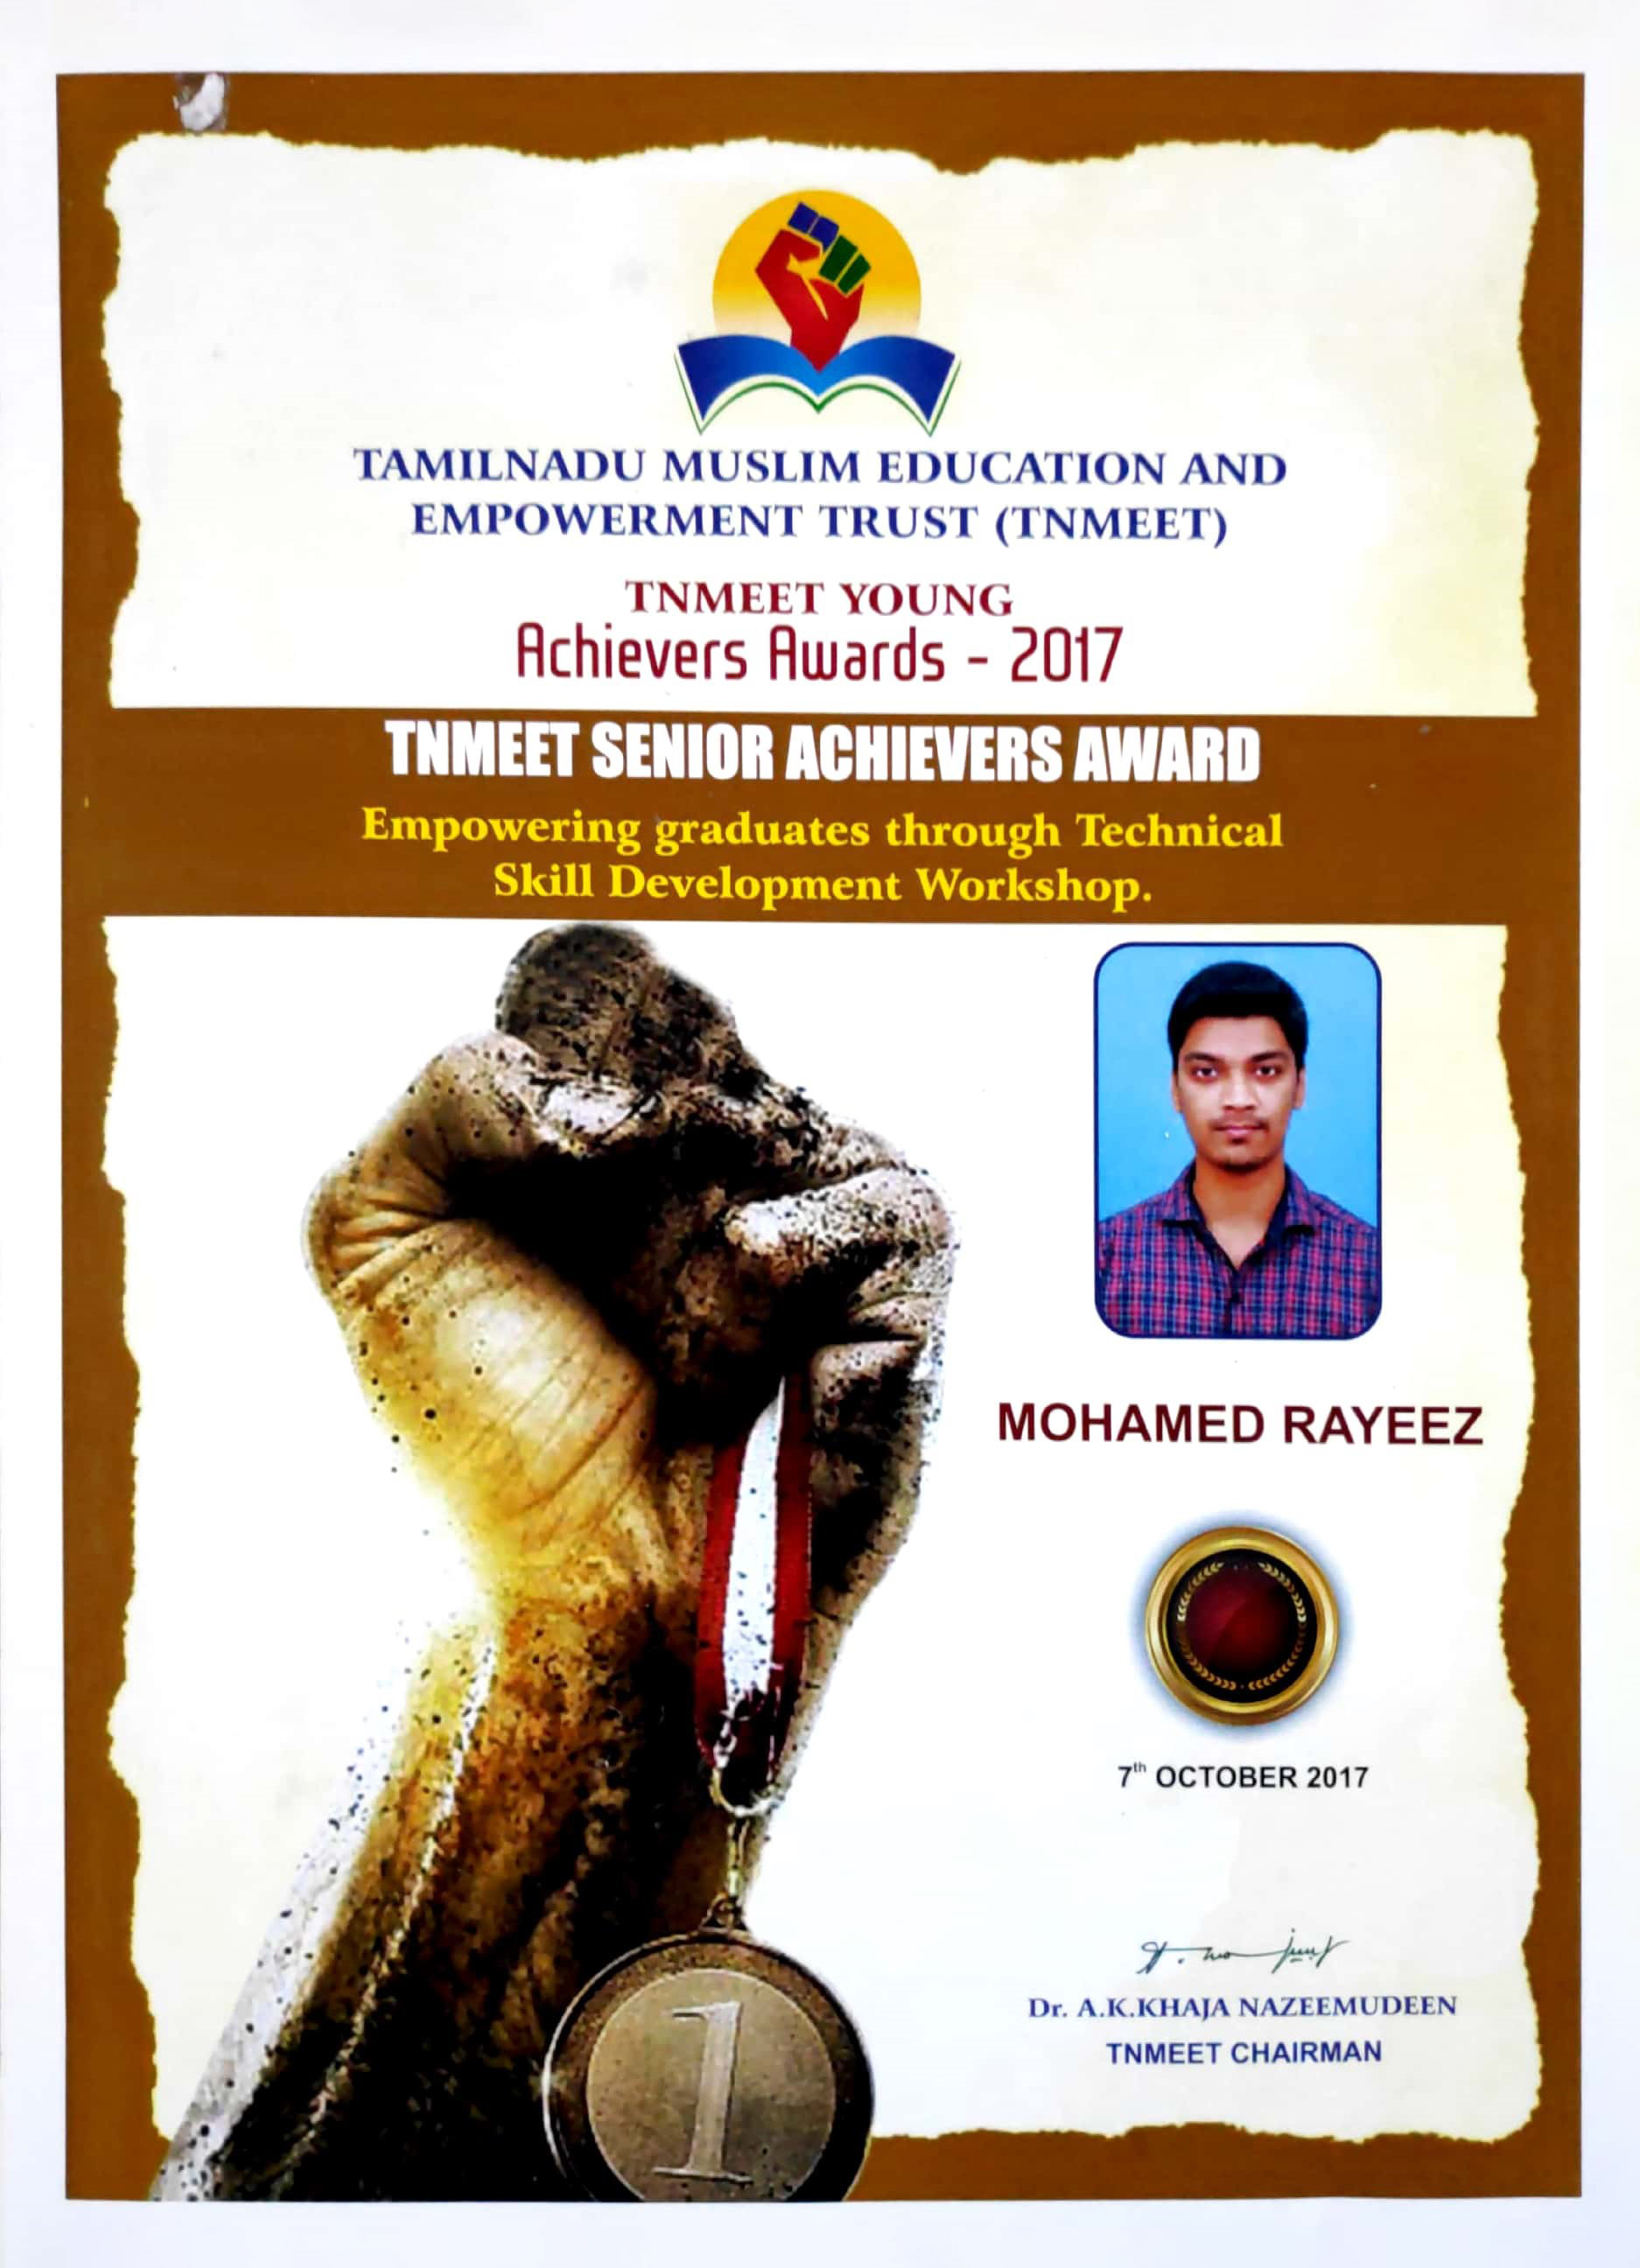 TAMILNADU MUSLIM EDUCATION AND
EMPOWERMENT TRUST (TNMEET)
TNMEET YOUNG
Achievers Awards - 2017
TNMEET SENIOR ACHIEVERS AWARD
Empowering graduates through Technical
Skill Development Workshop.
MOHAMED RAYEEZ
7th OCTOBER 2017
Dr. A.K.KHAJA NAZEEMUDEEN
TNMEET CHAIRMAN
1